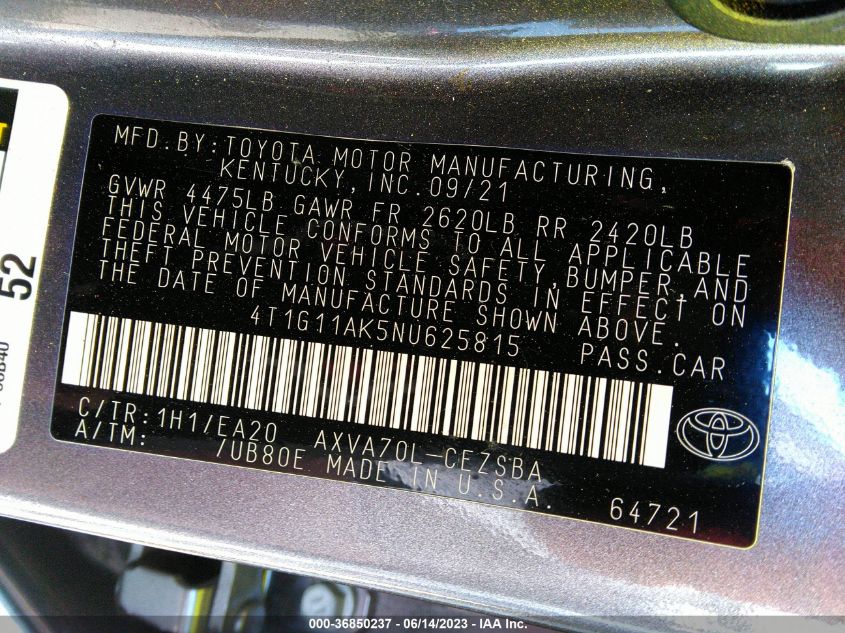 MFD.BY:TOYOTA MOTOR MANUFACTURING,
KENTUCKY,INC.09/21
GVWR 4475LB GAWR FR 2620LB RR 2420LB
THIS VEHICLE CONFORMS TO ALL APPLICABLE
FEDERAL MOTOR VEHICLE SAFETY,BUMPER,AND
THEFT PREVENTION STANDARDS IN EFFECT ON
THE DATE OF MANUFACTURE SHOWN ABOVE.
4T1G11AK5NU625815 PASS.CAR
C/TR:1H1/EA20 AXVA70L-CEZSBA
A/TM: /UB80E MADE IN U.S.A.
64721
52
000-36850237 - 06/14/2023 - IAA Inc.